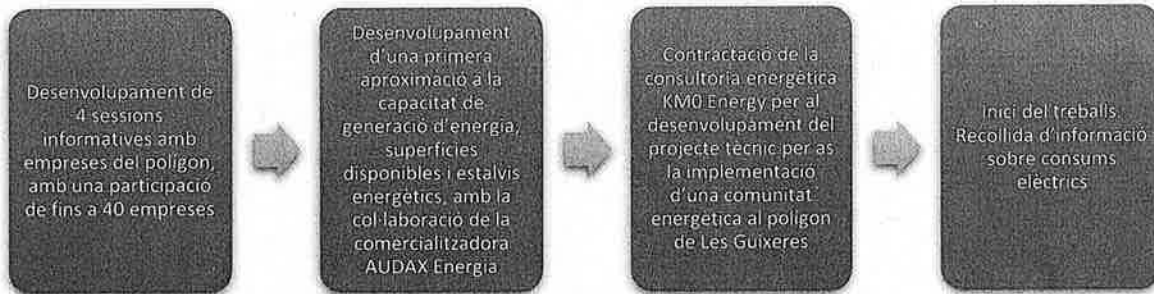 Desenvolupament de
4 sessions
informatives amb
empreses del polígon,
amb una participació
de fins a 40 empreses
Desenvolupament
d'una primera
aproximació a la
capacitat de
generació d'energia,
superfícies
disponibles i estalvis
energètics, amb la
col·laboració de la
comercialitzadora
AUDAX Energia
Contractació de la
consultoria energètica
KM0 Energy per al
desenvolupament del
projecte tècnic per as
la implementació
d'una comunitat
energètica al polígon
de Les Guixeres
Inici del treballs.
Recollida d'informació
sobre consums
elèctrics